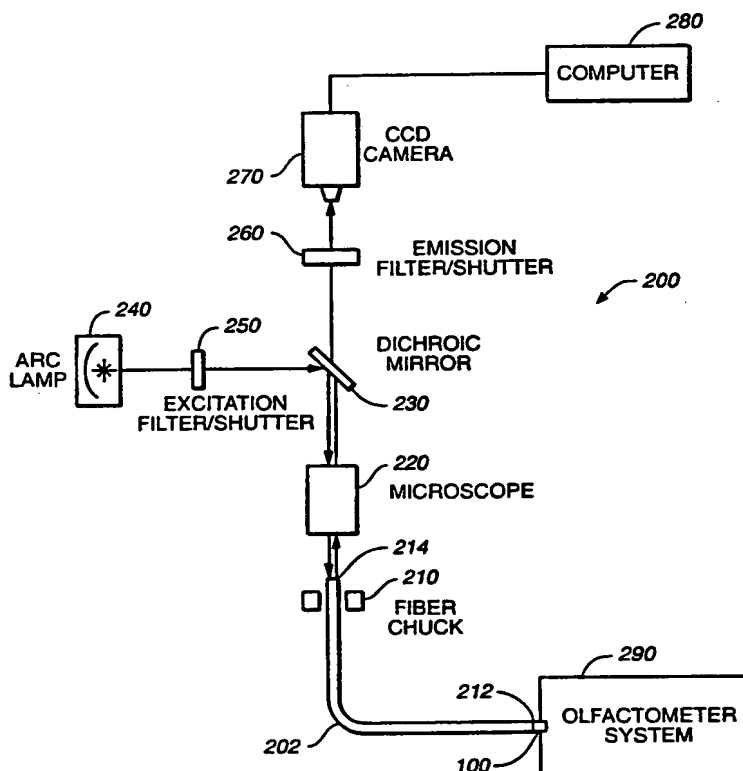 280
COMPUTER
CCD
CAMERA
270
260
EMISSION
FILTER/SHUTTER
200
240
250
ARC
LAMP
DICHROIC
MIRROR
EXCITATION
FILTER/SHUTTER
230
220
MICROSCOPE
214
210
FIBER
CHUCK
290
212
OLFACTOMETER
SYSTEM
202
100